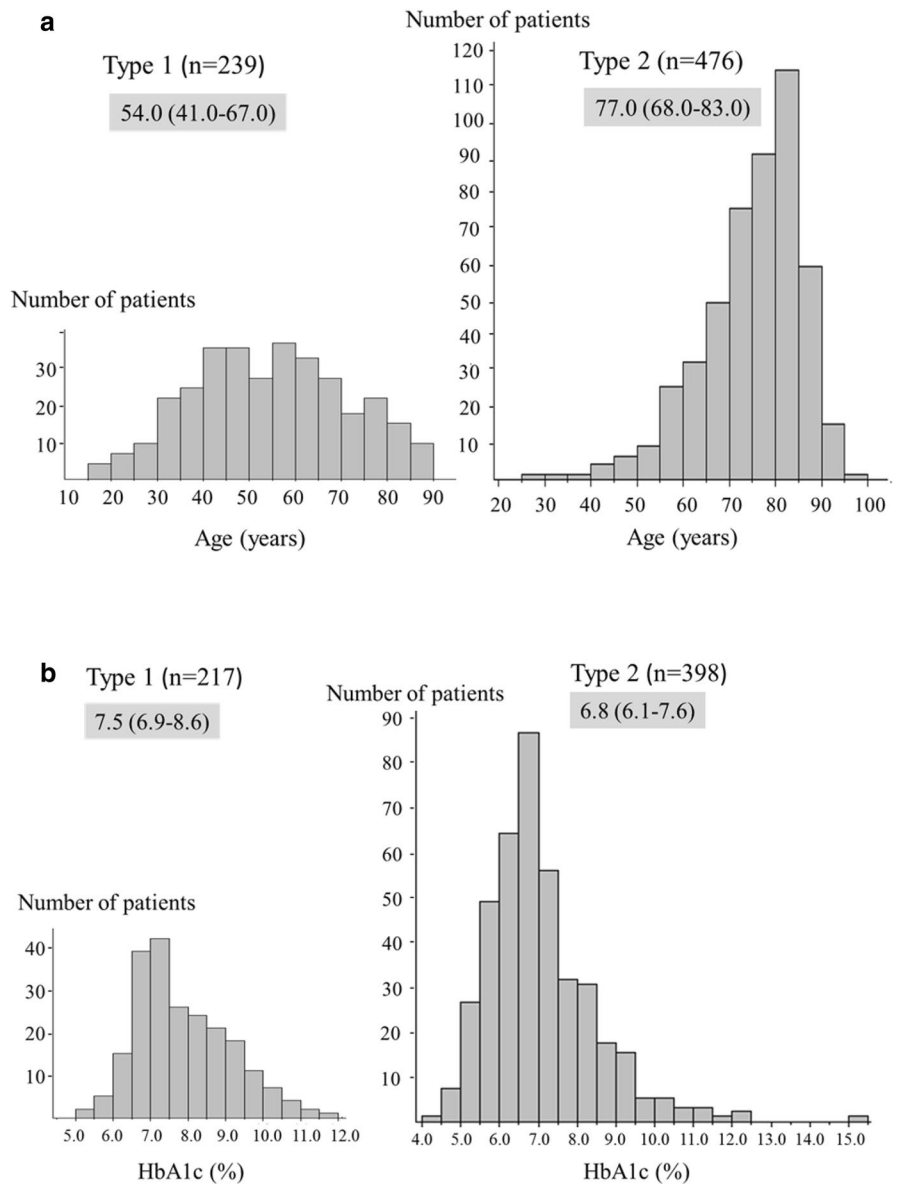 a
Type 1 (n=239)
54.0 (41.0-67.0)
Number of patients
30
20
10
10 20 30 40 50 60 70 80 90
Age (years)
Number of patients
Type 2 (n=476)
77.0 (68.0-83.0)
120
110
100
90
80
70
60
50
40
30
20
10
20 30 40 50 60 70 80 90 100
Age (years)
b
Type 1 (n=217)
7.5 (6.9-8.6)
Number of patients
40
30
20
10
5.0 6.0 7.0 8.0 9.0 10.0 11.0 12.0
HbA1c (%)
Number of patients
Type 2 (n=398)
6.8 (6.1-7.6)
90
80
70
60
50
40
30
20
10
4.0 5.0 6.0 7.0 8.0 9.0 10.0 11.0 12.0 13.0 14.0 15.0
HbA1c (%)